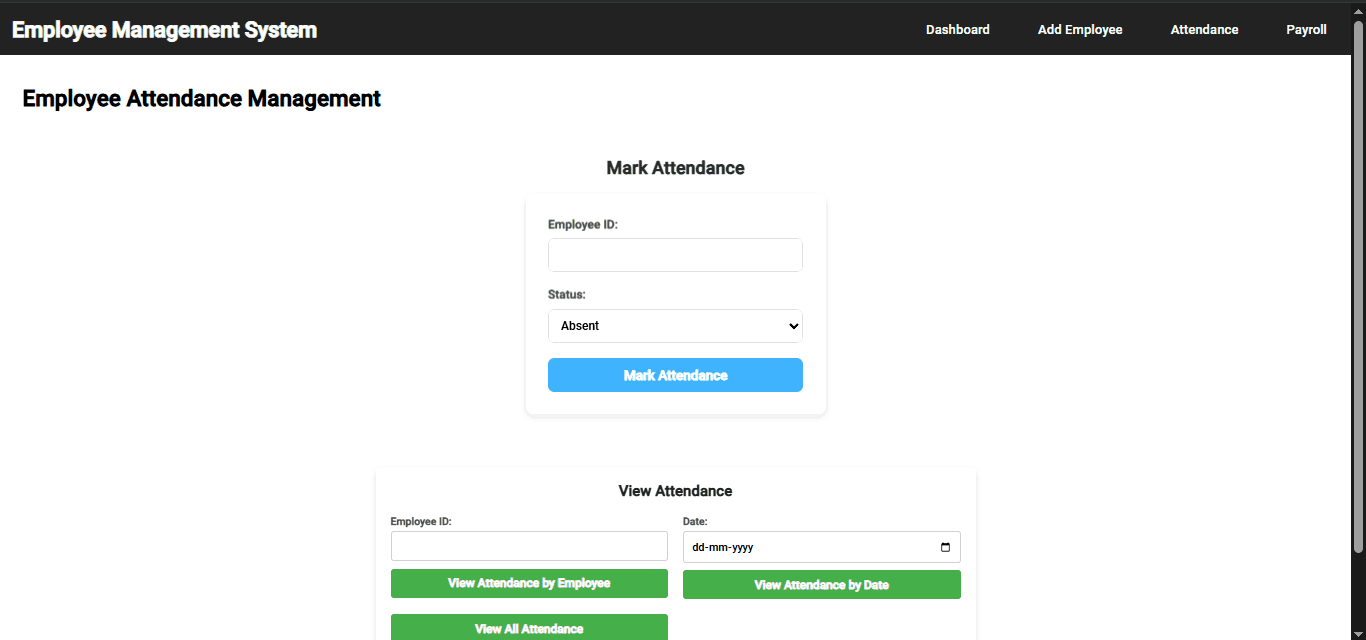 Employee Management System
Dashboard Add Employee Attendance Payroll
Employee Attendance Management
Mark Attendance
Employee ID:
Status:
Absent
Mark Attendance
View Attendance
Employee ID:
View Attendance by Employee
Date:
dd-mm-yyyy
View Attendance by Date
View All Attendance